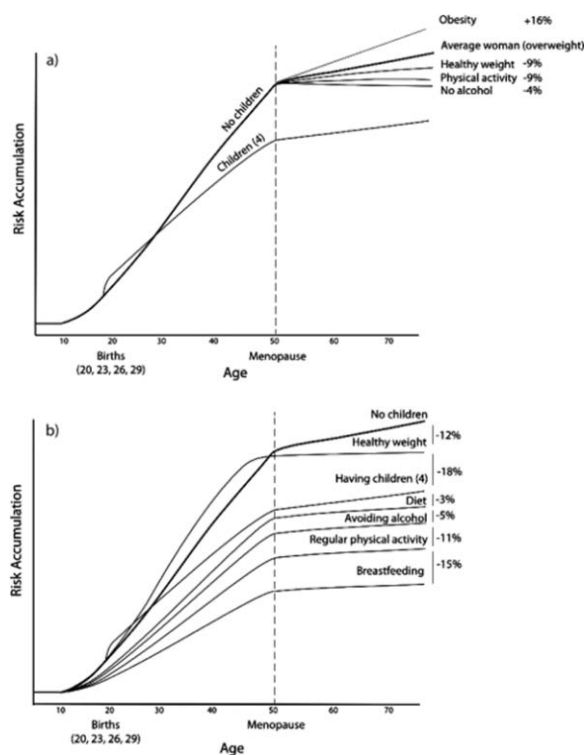 Obesity +16%
a)
Average woman (overweight)
Healthy weight -9%
Physical activity -9%
No alcohol -4%
No children
Children (4)
Risk Accumulation
10 20 30 40 50 60 70
Births Menopause
(20, 23, 26, 29)
Age
b)
No children
-12%
Healthy weight
-18%
Having children (4)
Diet -3%
Avoiding alcohol -5%
Regular physical activity -11%
-15%
Breastfeeding
Risk Accumulation
10 20 30 40 50 60 70
Births Menopause
(20, 23, 26, 29)
Age